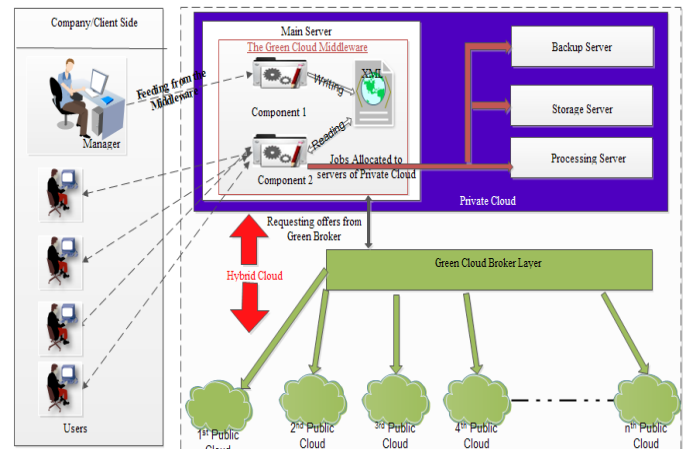 Company/Client Side
Manager
Users
Feeding from the
Middleware
Main Server
The Green Cloud Middleware
Component 1
Writing
XML
Reading
Component 2
Jobs Allocated to
servers of Private Cloud
Backup Server
Storage Server
Processing Server
Private Cloud
Requesting offers from
Green Broker
Hybrid Cloud
Green Cloud Broker Layer
1st Public
Cloud
2nd Public
Cloud
3rd Public
Cloud
4th Public
Cloud
nth Public
Cloud